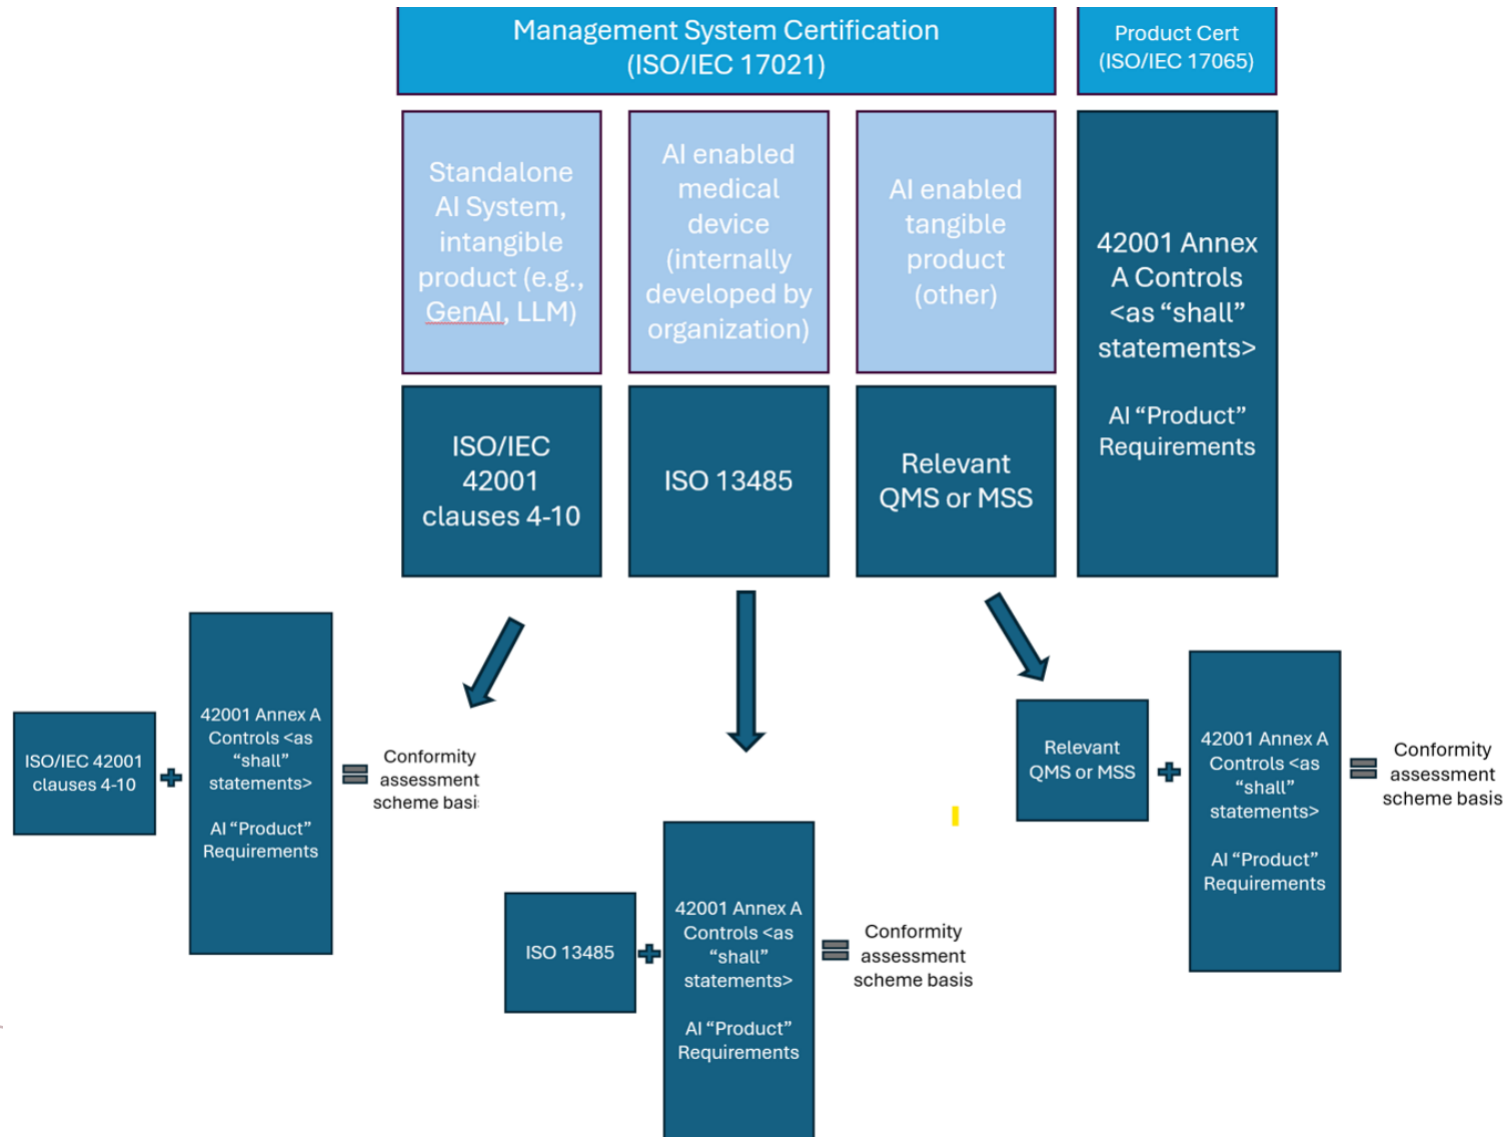 Management System Certification
(ISO/IEC 17021)
Product Cert
(ISO/IEC 17065)
Standalone
AI System,
intangible
product (e.g.,
GenAI, LLM)
AI enabled
medical
device
(internally
developed by
organization)
AI enabled
tangible
product
(other)
42001 Annex
A Controls
<as “shall”
statements>
AI “Product”
Requirements
ISO/IEC
42001
clauses 4-10
ISO 13485
Relevant
QMS or MSS
ISO/IEC 42001
clauses 4-10
42001 Annex A
Controls <as
“shall”
statements>
AI “Product”
Requirements
Conformity
assessment
scheme basi
ISO 13485
42001 Annex A
Controls <as
“shall”
statements>
AI “Product”
Requirements
Conformity
assessment
scheme basis
Relevant
QMS or MSS
42001 Annex A
Controls <as
“shall”
statements>
AI “Product”
Requirements
Conformity
assessment
scheme basis